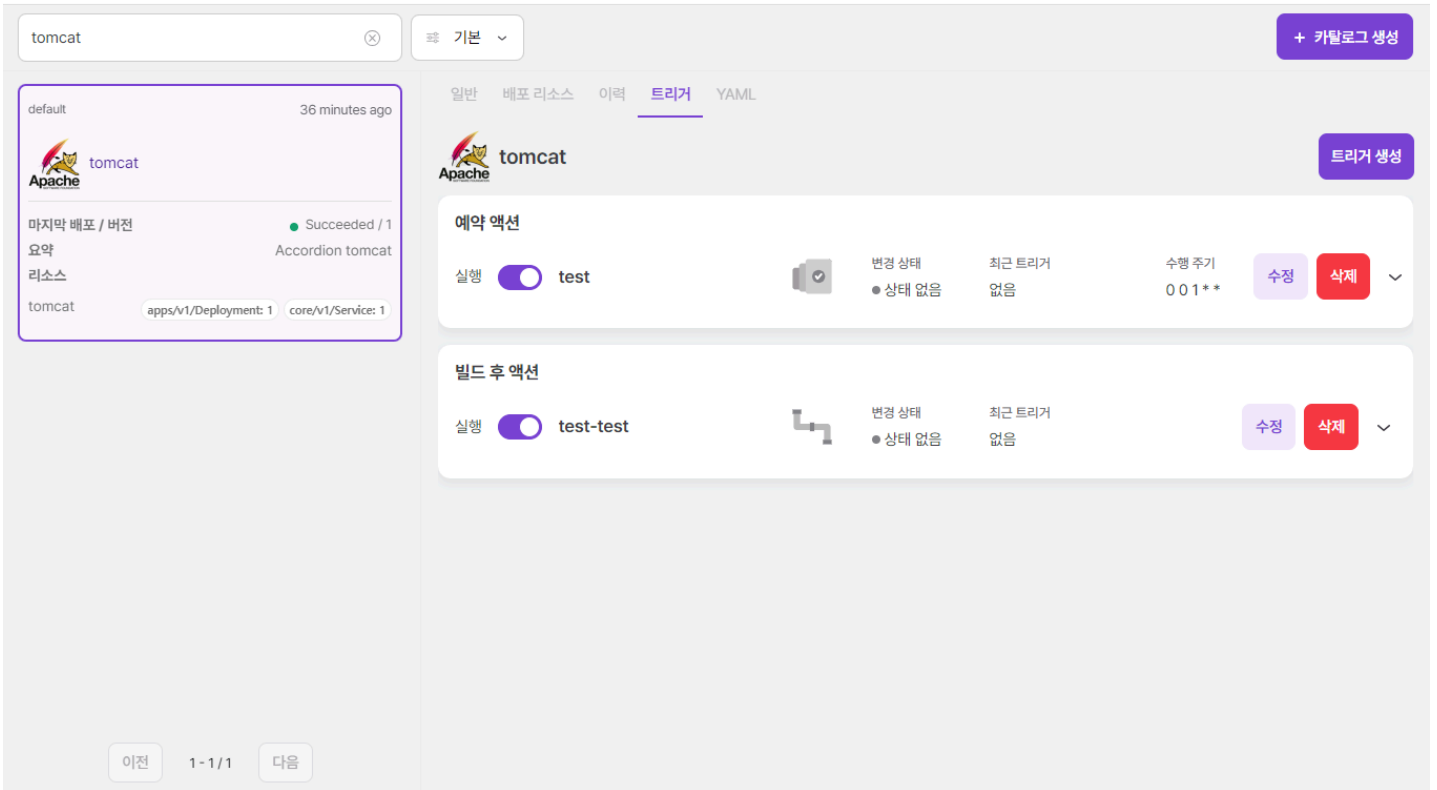 tomcat
기본
+ 카탈로그 생성
default
36 minutes ago
Apache
tomcat
마지막 배포 / 버전
Succeeded / 1
요약
Accordion tomcat
리소스
tomcat
apps/v1/Deployment: 1
core/v1/Service: 1
이전
1 - 1 / 1
다음
일반
배포 리소스
이력
트리거
YAML
Apache
tomcat
트리거 생성
예약 액션
실행
test
변경 상태
상태 없음
최근 트리거
없음
수행 주기
0 0 1 * *
수정
삭제
빌드 후 액션
실행
test-test
변경 상태
상태 없음
최근 트리거
없음
수정
삭제